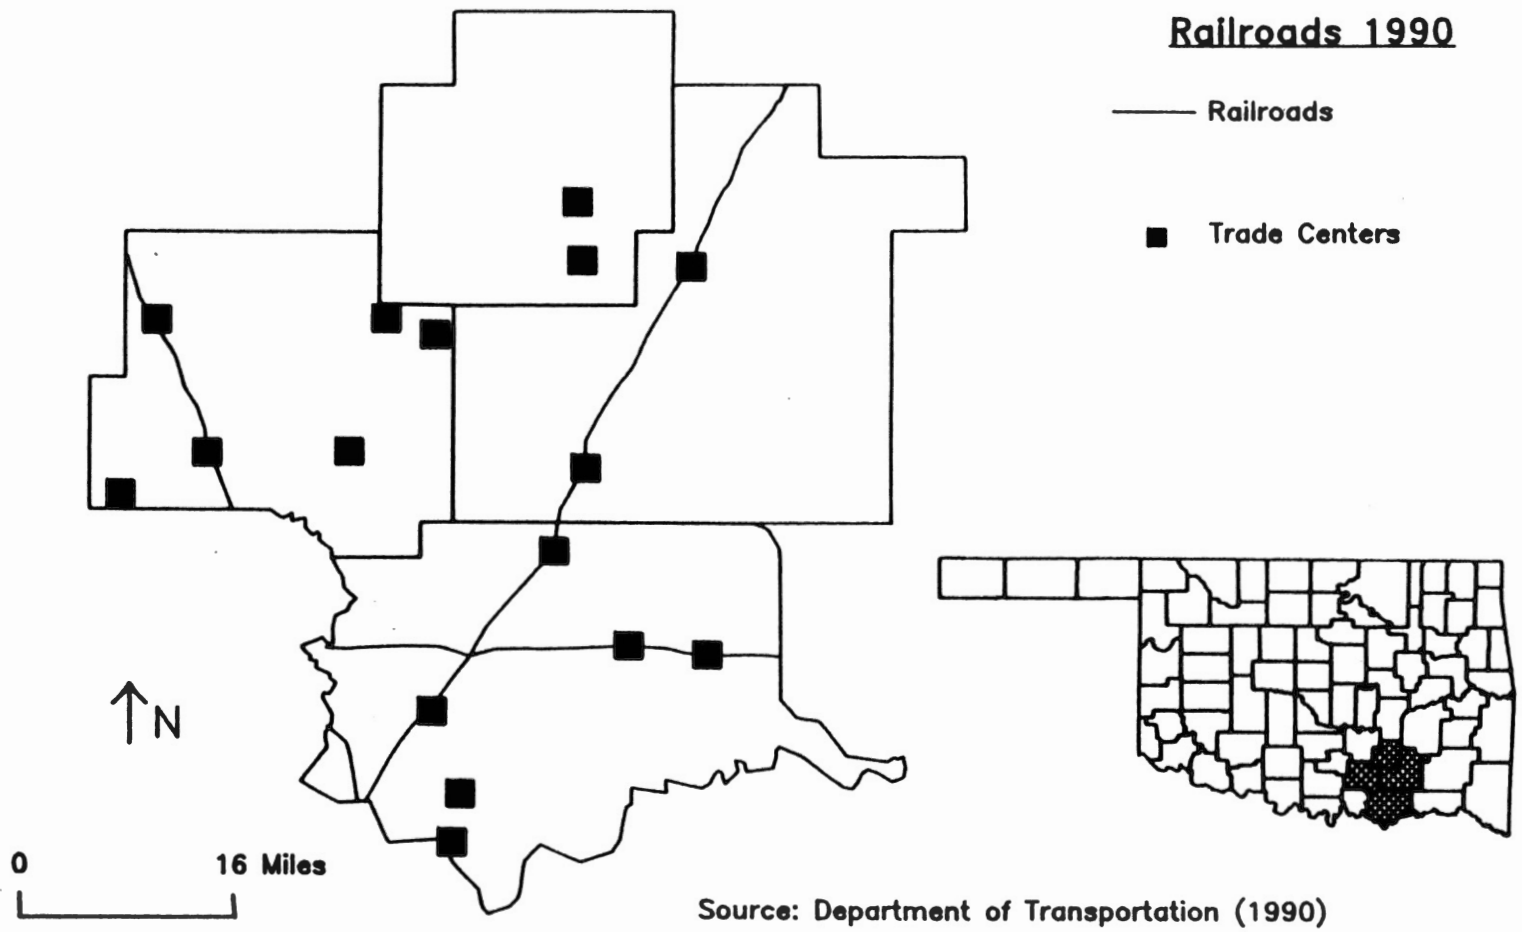 Railroads 1990
Railroads
Trade Centers
N
0 16 Miles
Source: Department of Transportation (1990)